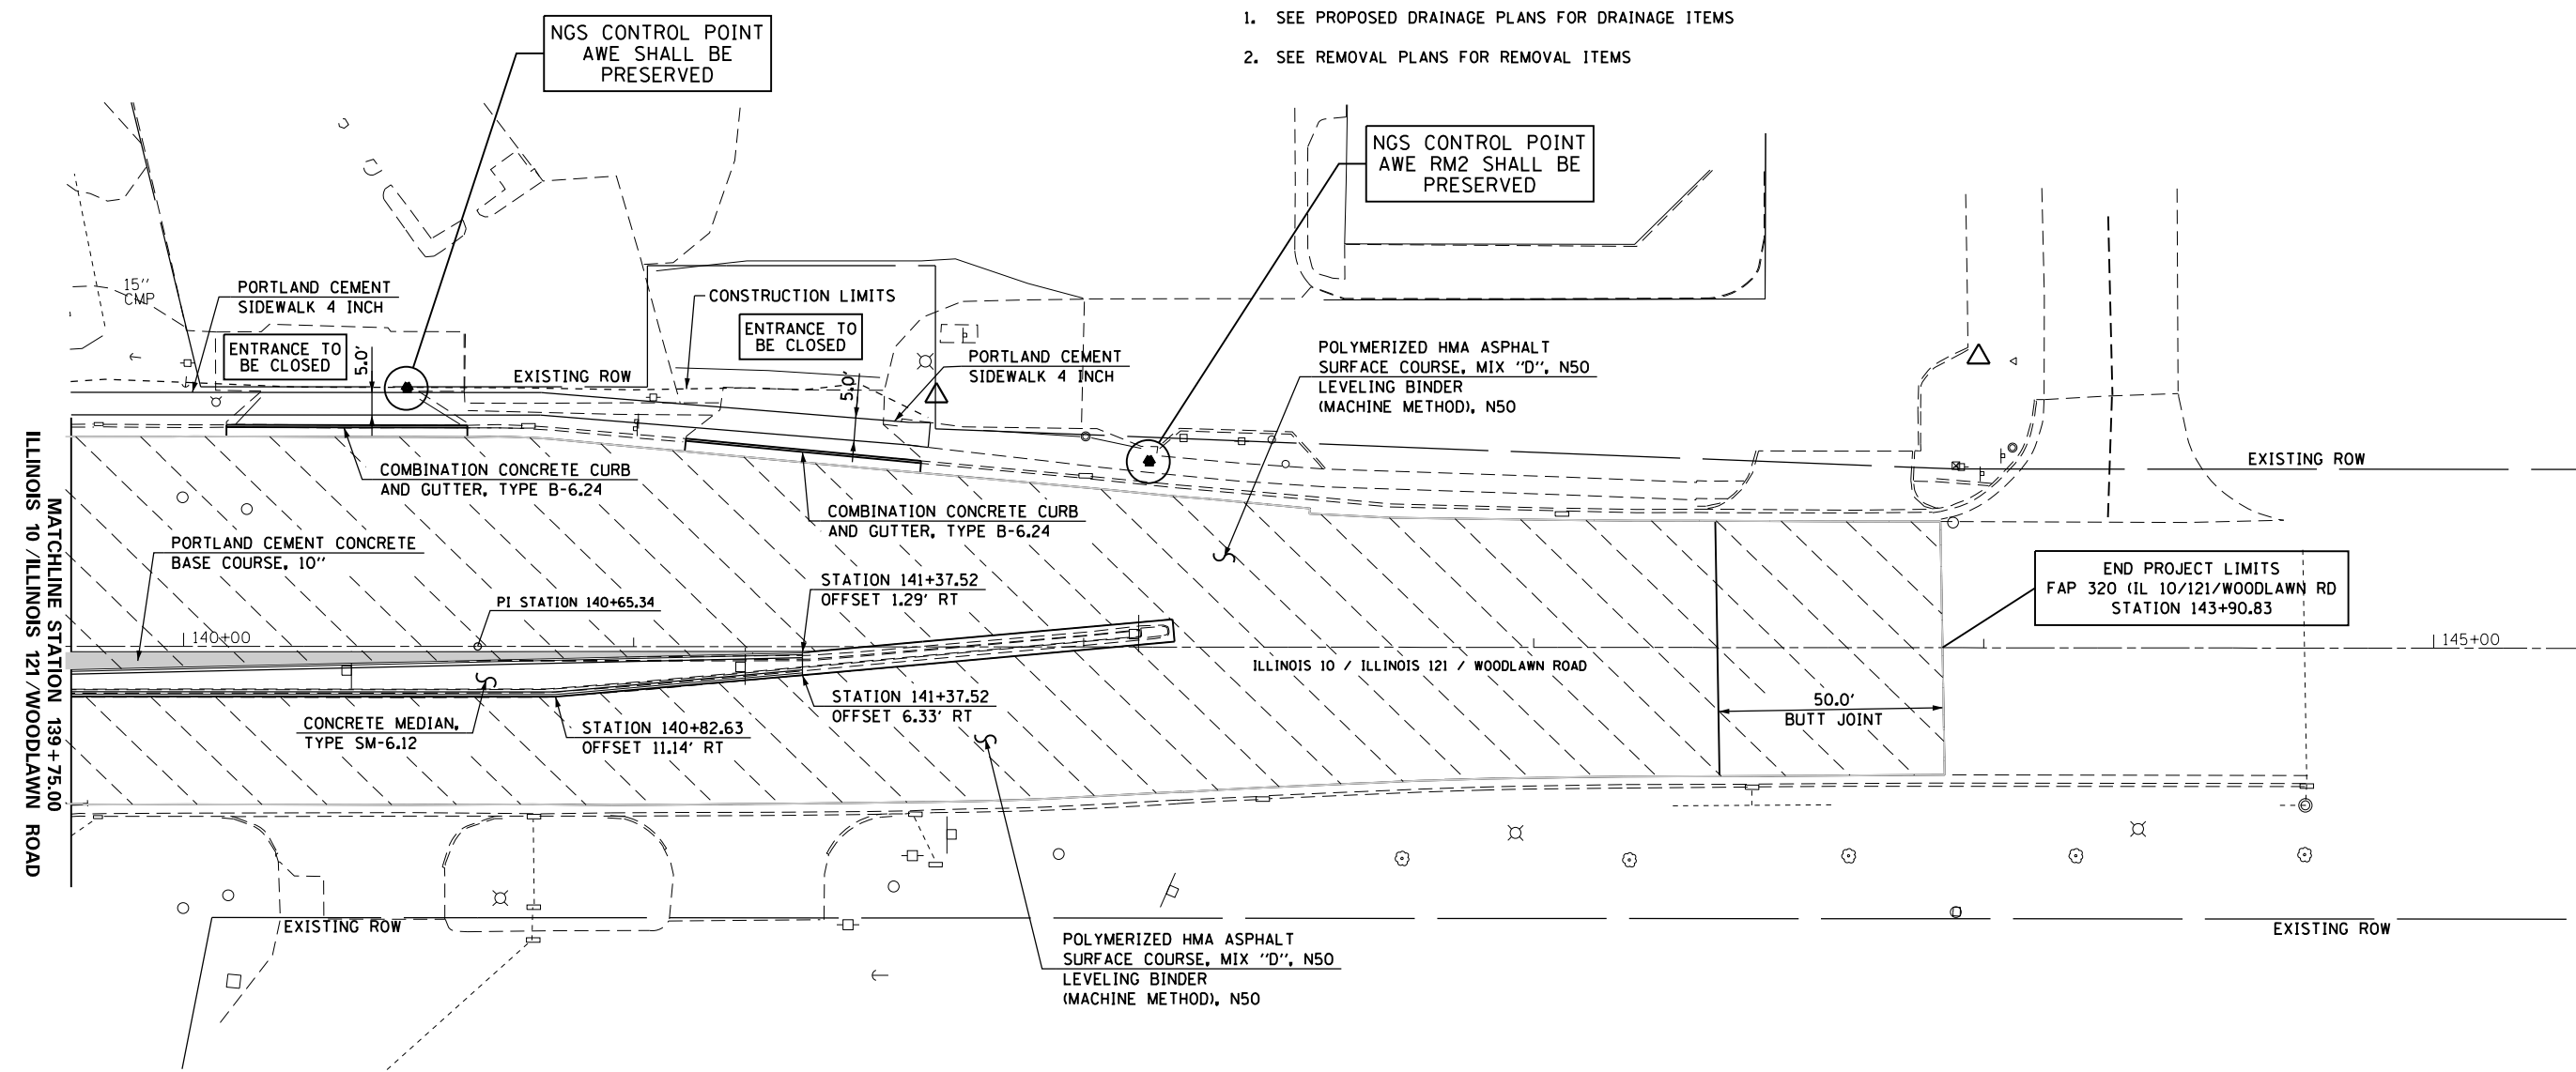 1. SEE PROPOSED DRAINAGE PLANS FOR DRAINAGE ITEMS
2. SEE REMOVAL PLANS FOR REMOVAL ITEMS
NGS CONTROL POINT
AWE SHALL BE
PRESERVED
NGS CONTROL POINT
AWE RM2 SHALL BE
PRESERVED
15''
CMP
PORTLAND CEMENT
SIDEWALK 4 INCH
CONSTRUCTION LIMITS
ENTRANCE TO
BE CLOSED
5.0'
ENTRANCE TO
BE CLOSED
EXISTING ROW
5.0'
PORTLAND CEMENT
SIDEWALK 4 INCH
POLYMERIZED HMA ASPHALT
SURFACE COURSE, MIX ''D'', N50
LEVELING BINDER
(MACHINE METHOD), N50
COMBINATION CONCRETE CURB
AND GUTTER, TYPE B-6.24
COMBINATION CONCRETE CURB
AND GUTTER, TYPE B-6.24
EXISTING ROW
MATCHLINE STATION 139+75.00
ILLINOIS 10 /ILLINOIS 121 /WOODLAWN ROAD
PORTLAND CEMENT CONCRETE
BASE COURSE, 10''
STATION 141+37.52
OFFSET 1.29' RT
PI STATION 140+65.34
END PROJECT LIMITS
FAP 320 (IL 10/121/WOODLAWN RD
STATION 143+90.83
140+00
145+00
ILLINOIS 10 / ILLINOIS 121 / WOODLAWN ROAD
STATION 141+37.52
OFFSET 6.33' RT
50.0'
BUTT JOINT
CONCRETE MEDIAN,
TYPE SM-6.12
STATION 140+82.63
OFFSET 11.14' RT
EXISTING ROW
EXISTING ROW
POLYMERIZED HMA ASPHALT
SURFACE COURSE, MIX ''D'', N50
LEVELING BINDER
(MACHINE METHOD), N50